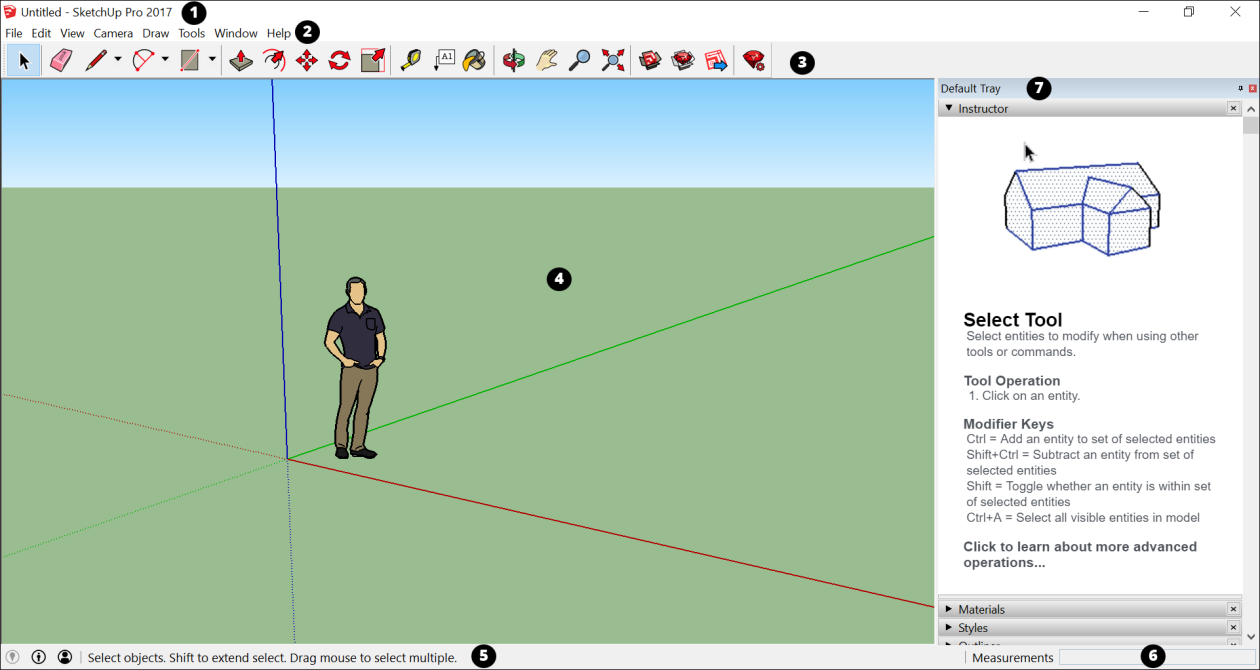 Untitled - SketchUp Pro 2017 1
File Edit View Camera Draw Tools Window Help 2
A1 3
Default Tray 7
Instructor
4
Select Tool
Select entities to modify when using other
tools or commands.
Tool Operation
1. Click on an entity.
Modifier Keys
Ctrl = Add an entity to set of selected entities
Shift+Ctrl = Subtract an entity from set of
selected entities
Shift = Toggle whether an entity is within set
of selected entities
Ctrl+A = Select all visible entities in model
Click to learn about more advanced
operations...
Materials
Styles
Select objects. Shift to extend select. Drag mouse to select multiple. 5
Measurements 6